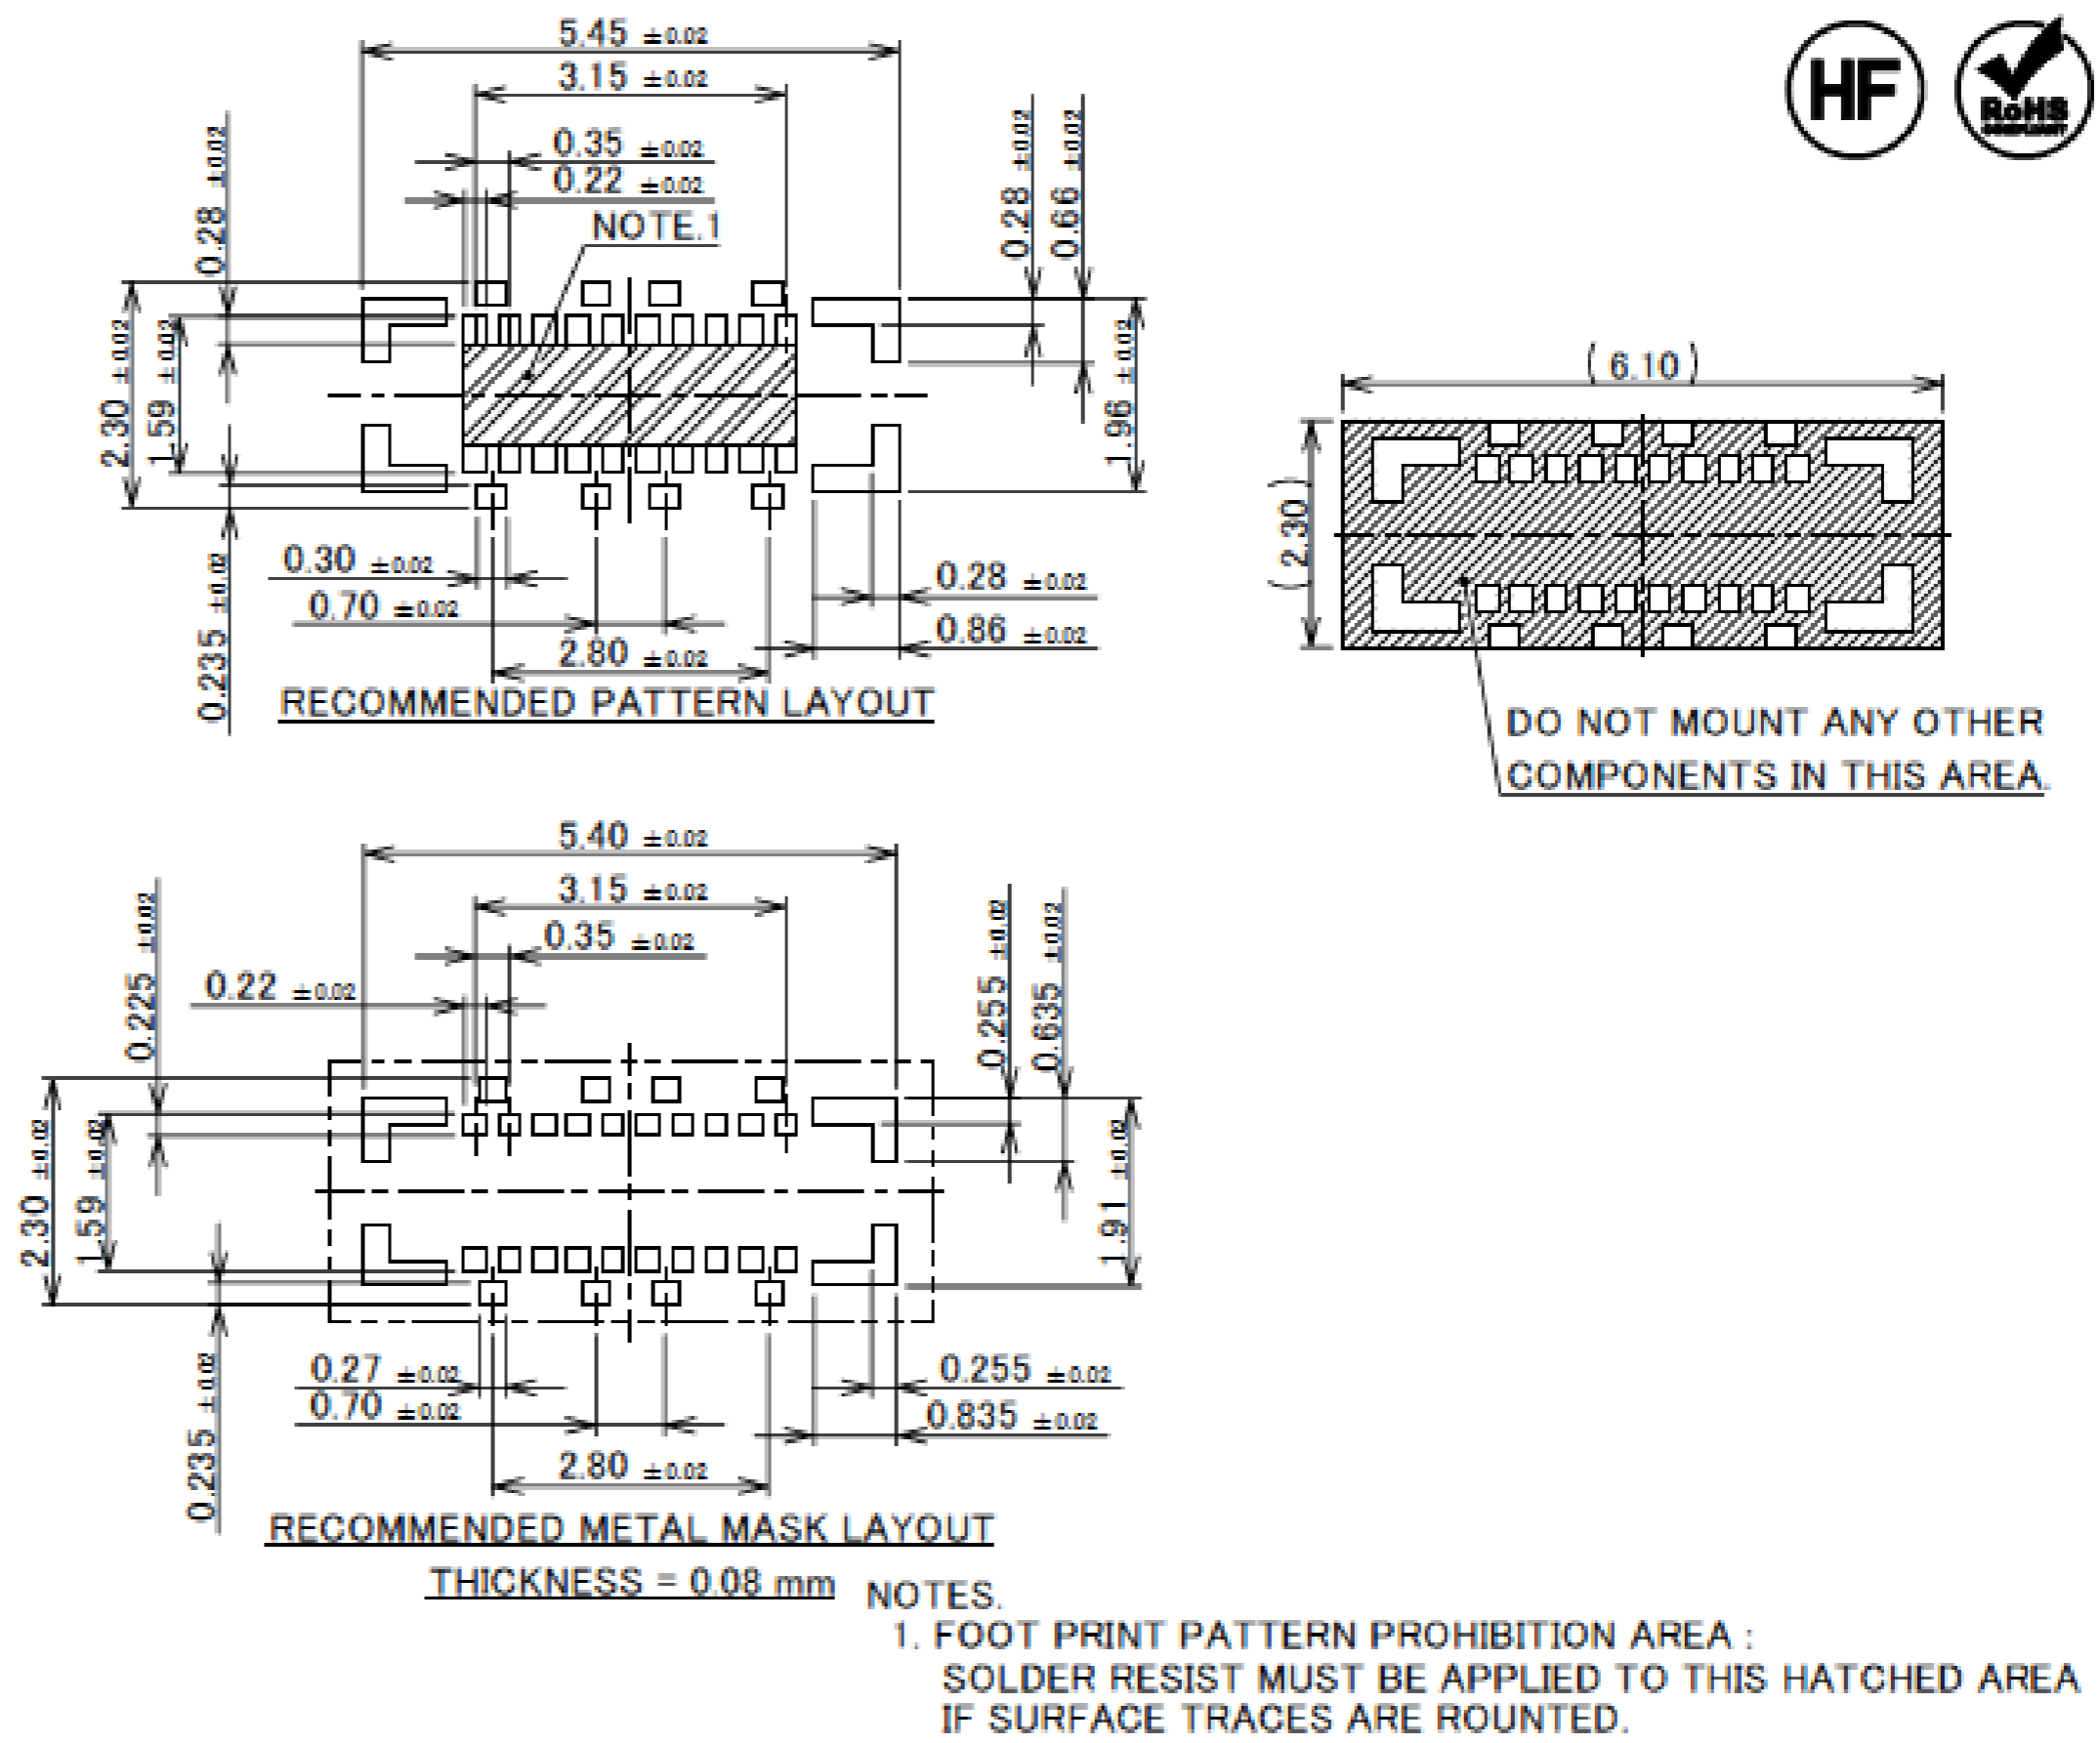 5.45 ±0.02
3.15 ±0.02
0.35 ±0.02
0.22 ±0.02
NOTE.1
0.28 ±0.02
2.30 ±0.02
1.59 ±0.02
0.235 ±0.02
0.28 ±0.02
0.66 ±0.02
1.96 ±0.02
0.30 ±0.02
0.70 ±0.02
2.80 ±0.02
0.28 ±0.02
0.86 ±0.02
RECOMMENDED PATTERN LAYOUT
HF
RoHS
COMPLIANT
(6.10)
(2.30)
DO NOT MOUNT ANY OTHER
COMPONENTS IN THIS AREA.
5.40 ±0.02
3.15 ±0.02
0.35 ±0.02
0.22 ±0.02
0.225 ±0.02
2.30 ±0.02
1.59 ±0.02
0.235 ±0.02
0.255 ±0.02
0.635 ±0.02
1.91 ±0.02
0.27 ±0.02
0.70 ±0.02
2.80 ±0.02
0.255 ±0.02
0.835 ±0.02
RECOMMENDED METAL MASK LAYOUT
THICKNESS = 0.08 mm
NOTES.
1. FOOT PRINT PATTERN PROHIBITION AREA :
SOLDER RESIST MUST BE APPLIED TO THIS HATCHED AREA
IF SURFACE TRACES ARE ROUNTED.